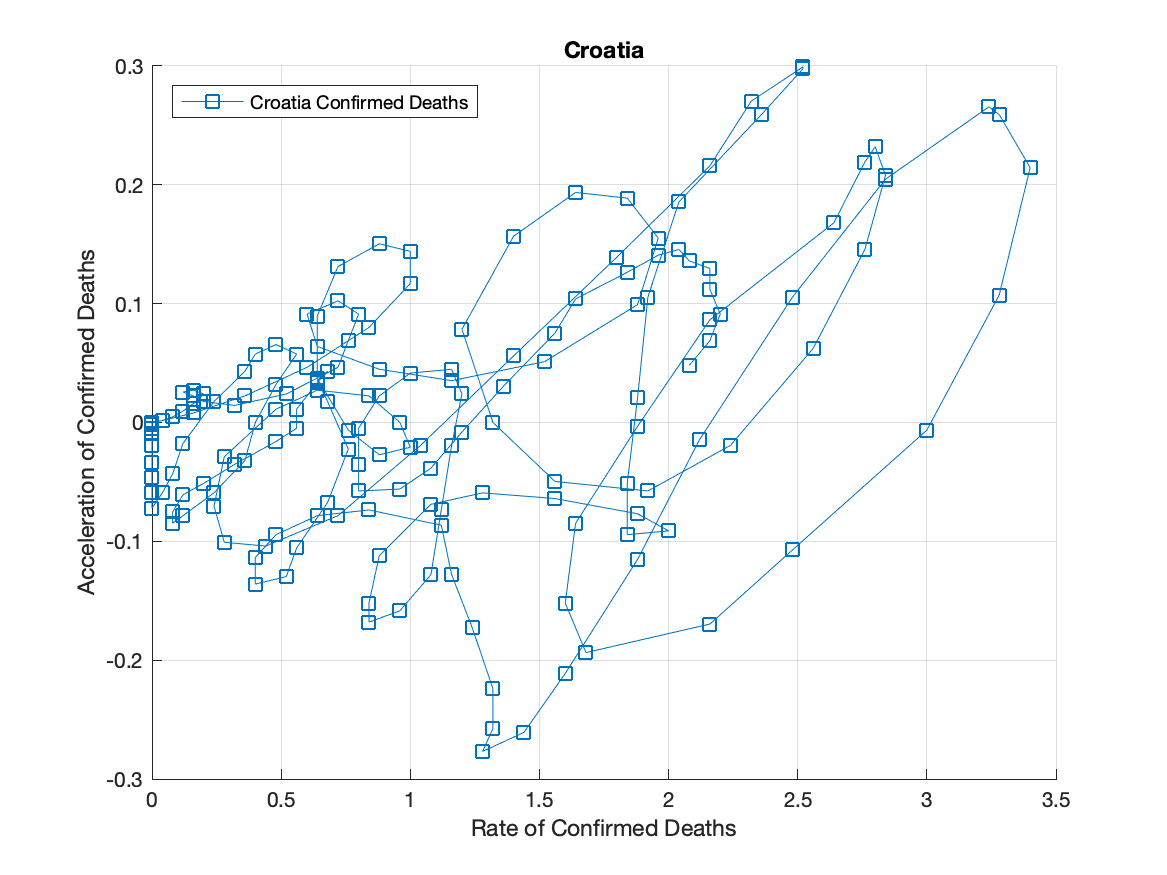 Croatia
Croatia Confirmed Deaths
0.3
0.2
0.1
0
-0.1
-0.2
-0.3
Acceleration of Confirmed Deaths
0 0.5 1 1.5 2 2.5 3 3.5
Rate of Confirmed Deaths